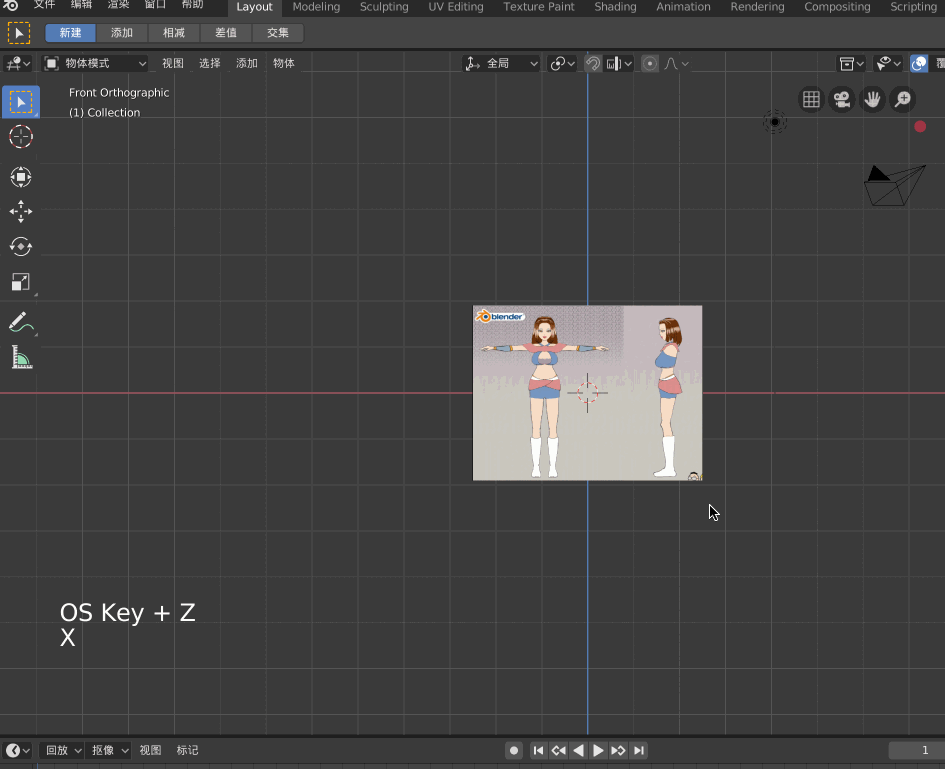 文件 编辑 渲染 窗口 帮助 Layout Modeling Sculpting UV Editing Texture Paint Shading Animation Rendering Compositing Scripting
新建 添加 相减 差值 交集
物体模式 视图 选择 添加 物体 全局 覆
Front Orthographic
(1) Collection
blender
OS Key + Z
X
回放 抠像 视图 标记 1